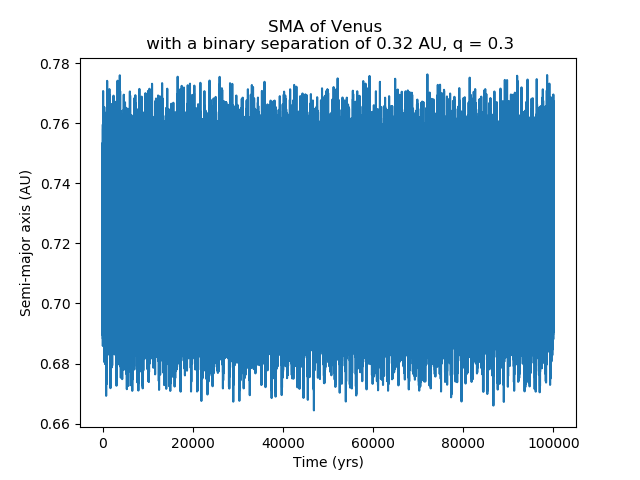 SMA of Venus
with a binary separation of 0.32 AU, q = 0.3
0.78
0.76
0.74
0.72
0.70
0.68
0.66
Semi-major axis (AU)
0 20000 40000 60000 80000 100000
Time (yrs)